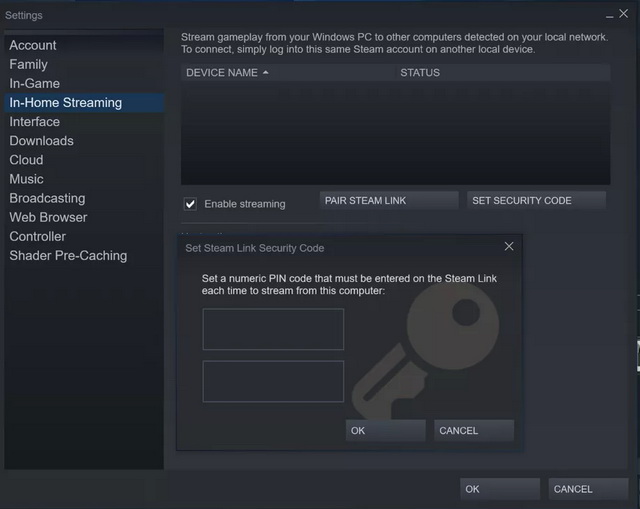 Settings
Account
Family
In-Game
In-Home Streaming
Interface
Downloads
Cloud
Music
Broadcasting
Web Browser
Controller
Shader Pre-Caching
Stream gameplay from your Windows PC to other computers detected on your local network.
To connect, simply log into this same Steam account on another local device.
DEVICE NAME STATUS
Enable streaming
PAIR STEAM LINK
SET SECURITY CODE
Set Steam Link Security Code
Set a numeric PIN code that must be entered on the Steam Link
each time to stream from this computer:
OK
CANCEL
OK
CANCEL